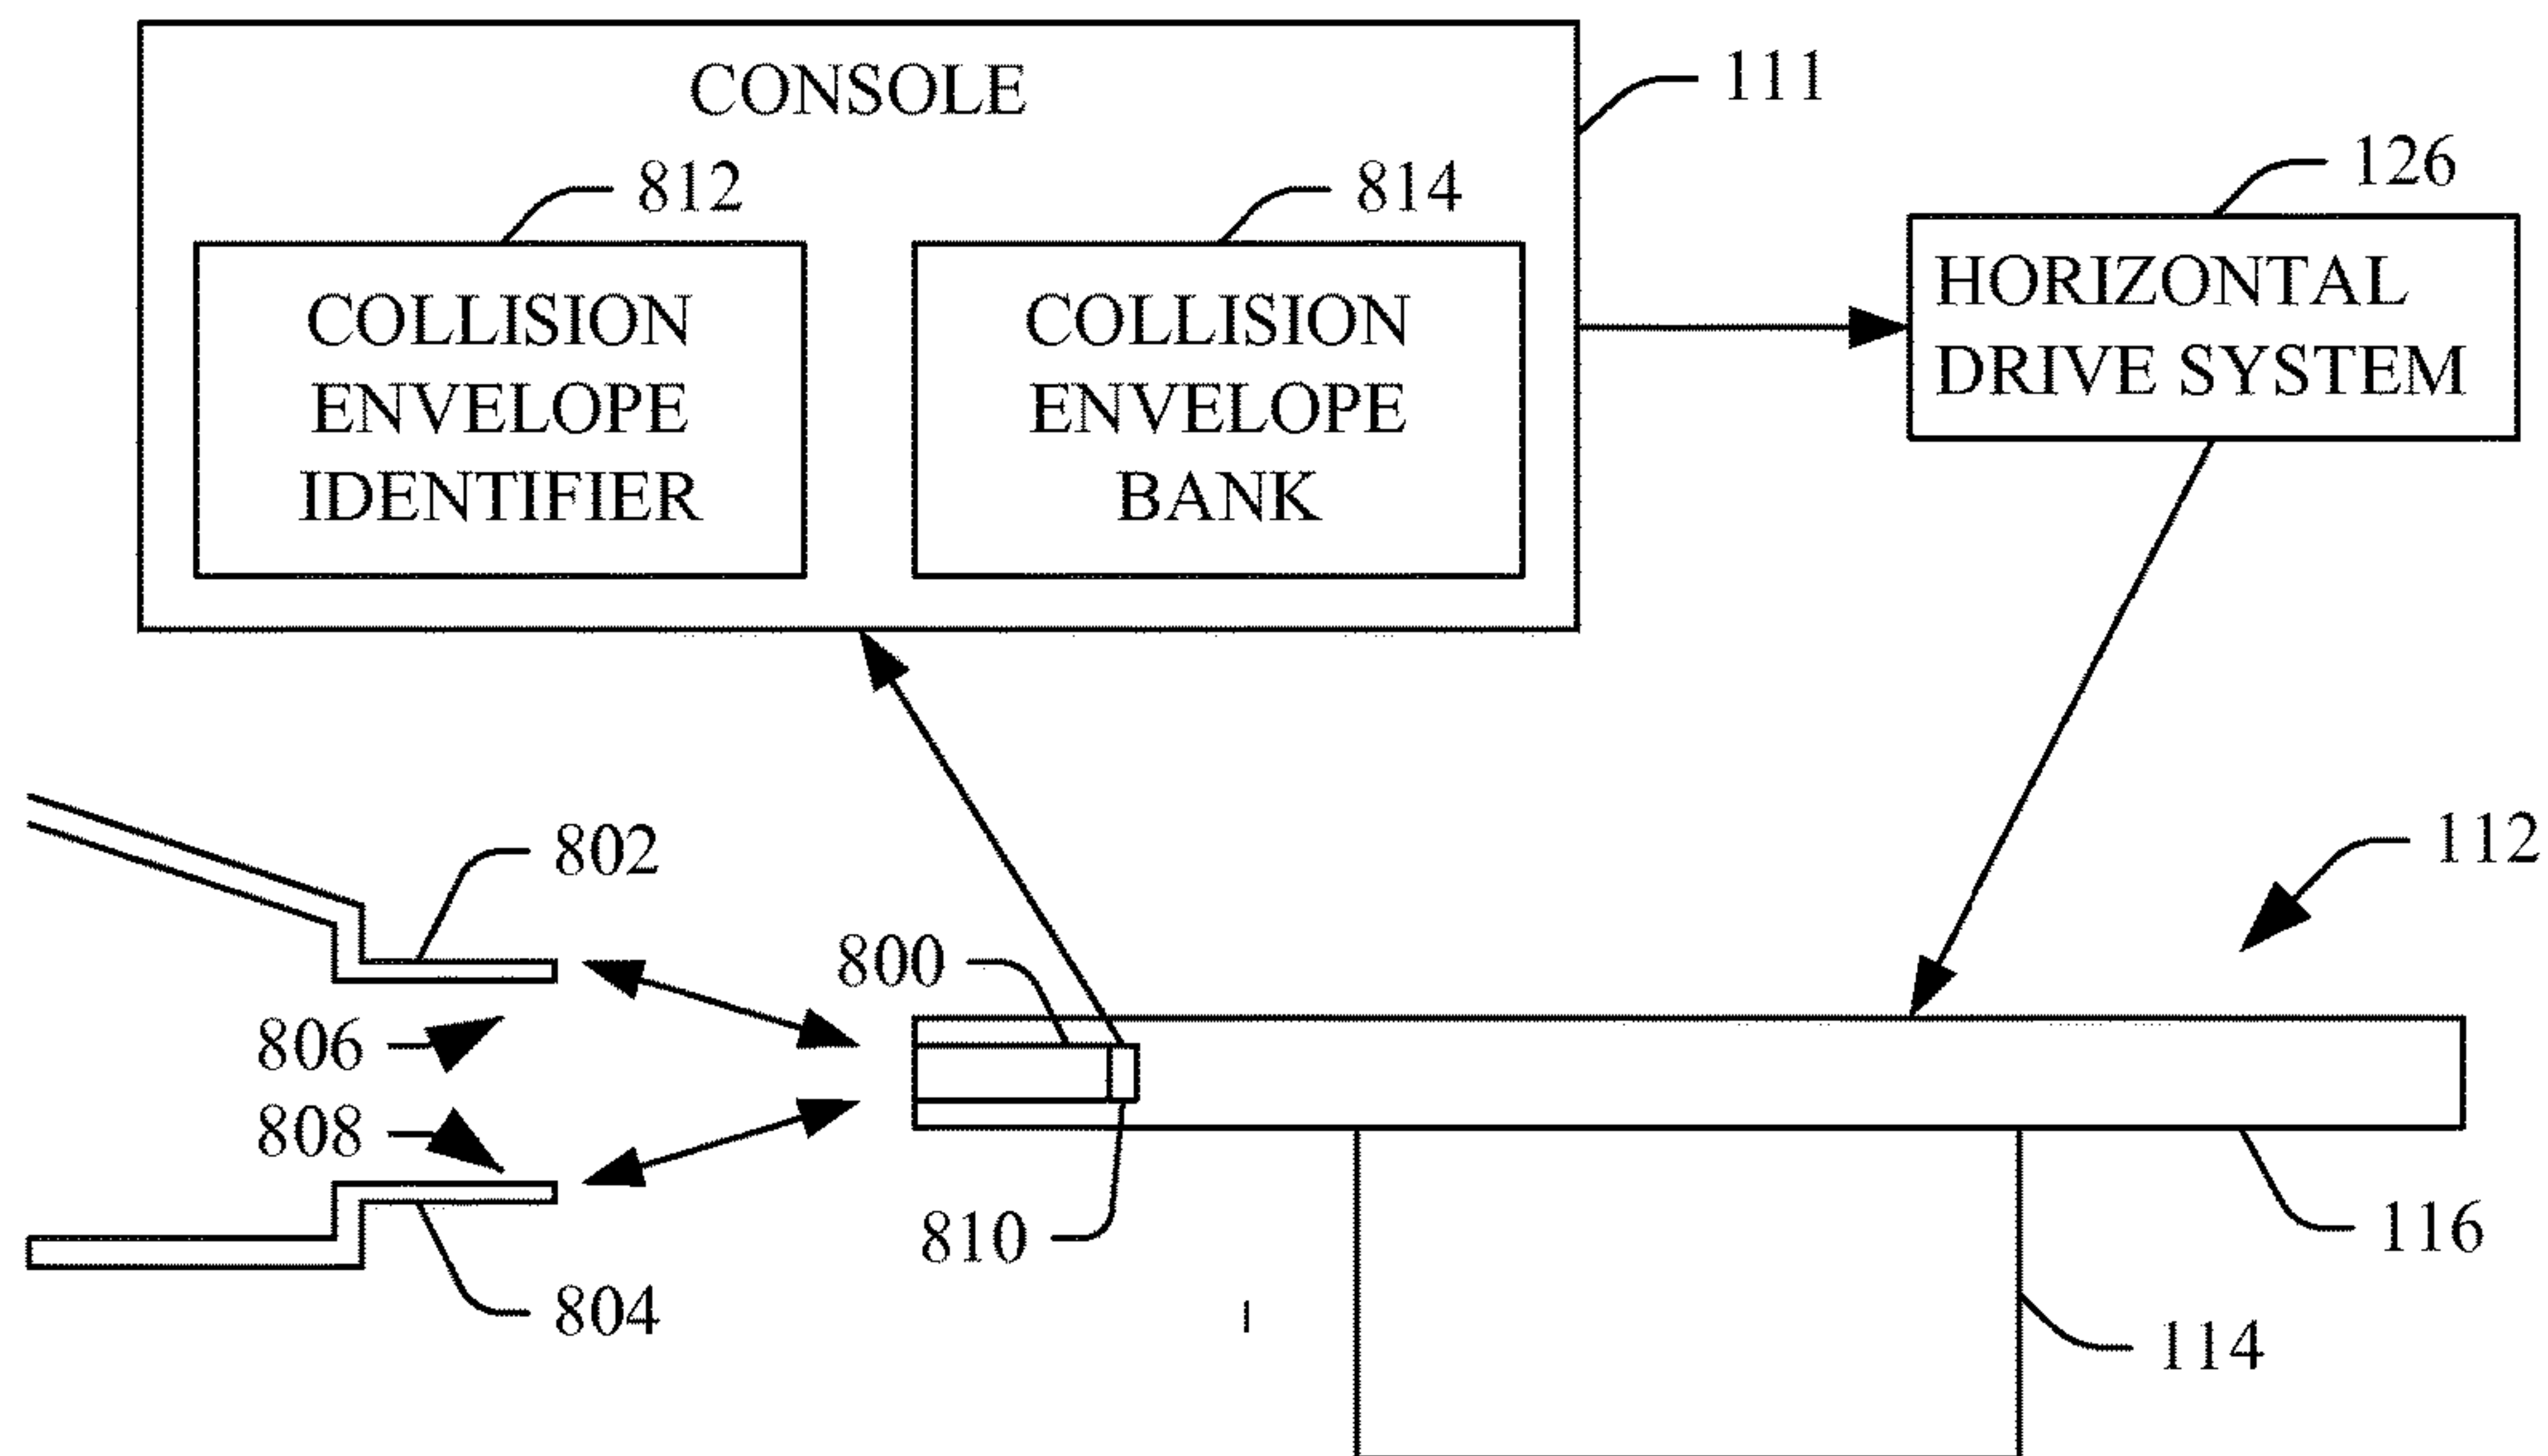 CONSOLE
111
812
814
126
COLLISION
ENVELOPE
IDENTIFIER
COLLISION
ENVELOPE
BANK
HORIZONTAL
DRIVE SYSTEM
802
112
800
806
808
810
116
804
114